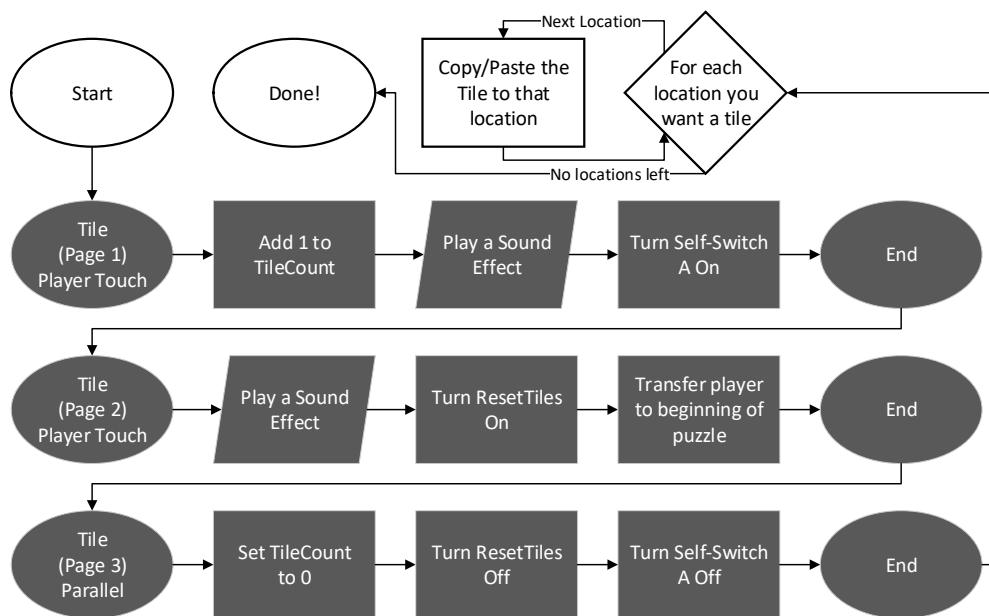 Start
Done!
Next Location
Copy/Paste the
Tile to that
location
For each
location you
want a tile
No locations left
Tile
(Page 1)
Player Touch
Add 1 to
TileCount
Play a Sound
Effect
Turn Self-Switch
A On
End
Tile
(Page 2)
Player Touch
Play a Sound
Effect
Turn ResetTiles
On
Transfer player
to beginning of
puzzle
End
Tile
(Page 3)
Parallel
Set TileCount
to 0
Turn ResetTiles
Off
Turn Self-Switch
A Off
End